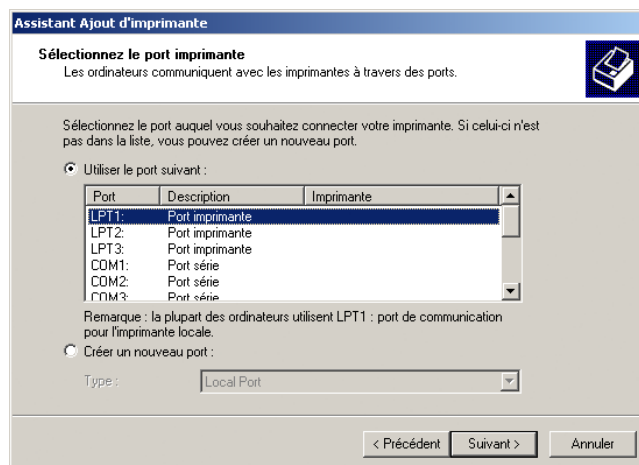 Assistant Ajout d'imprimante
Sélectionnez le port imprimante
Les ordinateurs communiquent avec les imprimantes à travers des ports.
Sélectionnez le port auquel vous souhaitez connecter votre imprimante. Si celui-ci n'est
pas dans la liste, vous pouvez créer un nouveau port.
Utiliser le port suivant :
Port Description Imprimante
LPT1: Port imprimante
LPT2: Port imprimante
LPT3: Port imprimante
COM1: Port série
COM2: Port série
COM3: Port série
Remarque : la plupart des ordinateurs utilisent LPT1 : port de communication
pour l'imprimante locale.
Créer un nouveau port :
Type : Local Port
< Précédent Suivant > Annuler